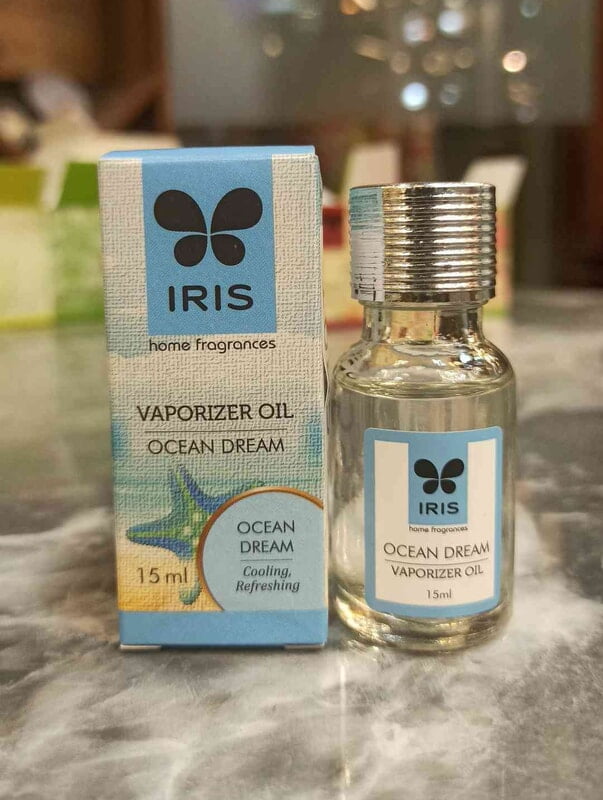 IRIS
home fragrances
VAPORIZER OIL
OCEAN DREAM
OCEAN
DREAM
Cooling,
Refreshing
15 ml
IRIS
home fragrances
OCEAN DREAM
VAPORIZER OIL
15ml